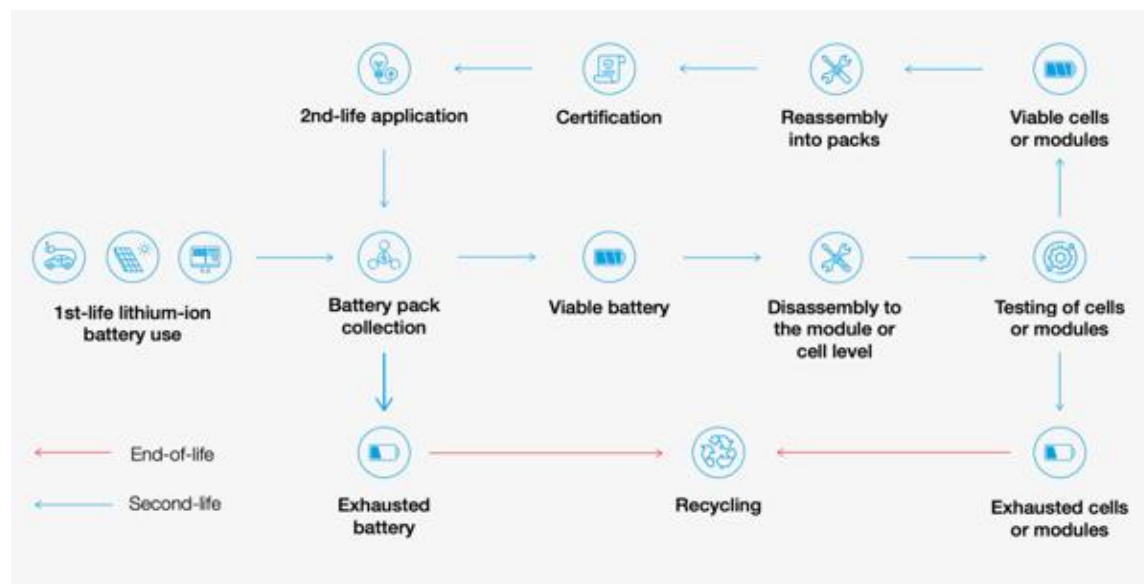 2nd-life application
Certification
Reassembly
into packs
Viable cells
or modules
1st-life lithium-ion
battery use
Battery pack
collection
Viable battery
Disassembly to
the module or
cell level
Testing of cells
or modules
End-of-life
Second-life
Exhausted
battery
Recycling
Exhausted cells
or modules